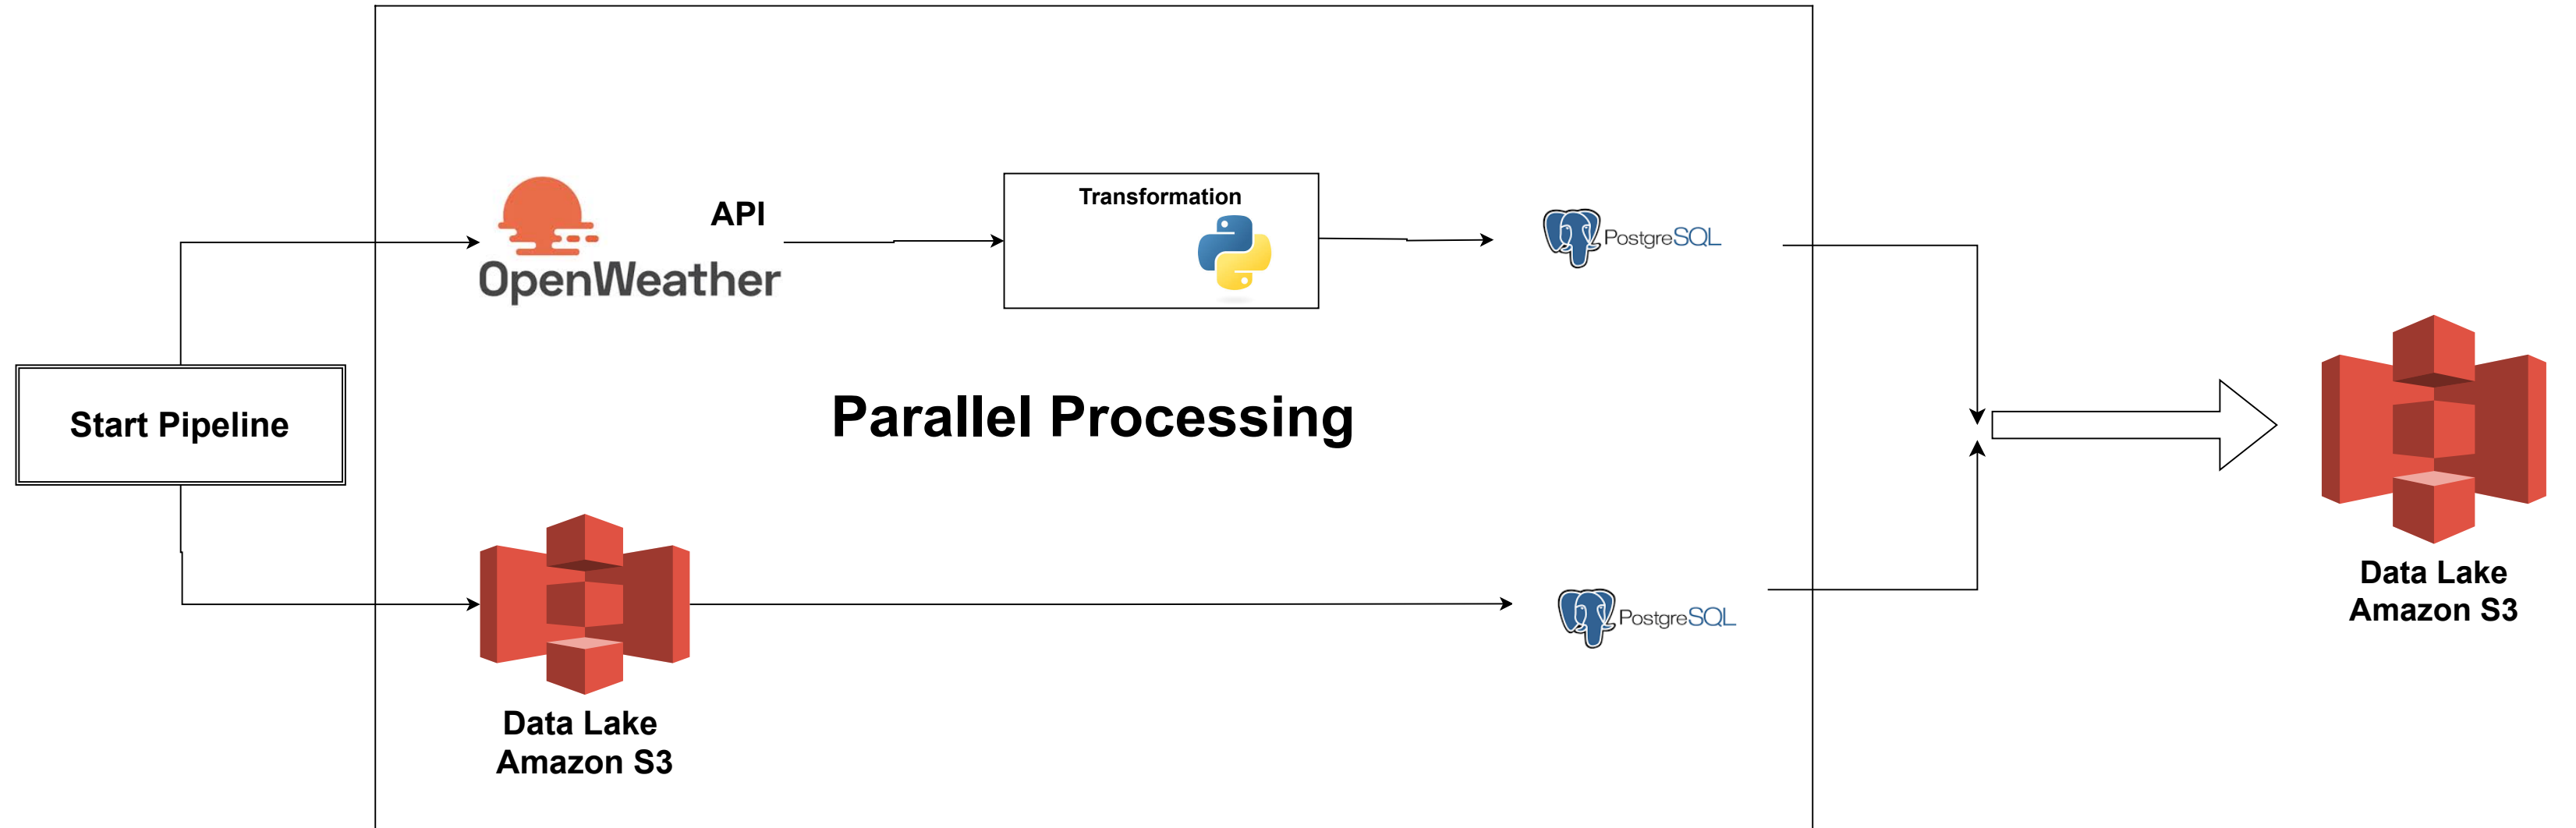 Start Pipeline
API
OpenWeather
Transformation
PostgreSQL
Parallel Processing
Data Lake
Amazon S3
PostgreSQL
Data Lake
Amazon S3